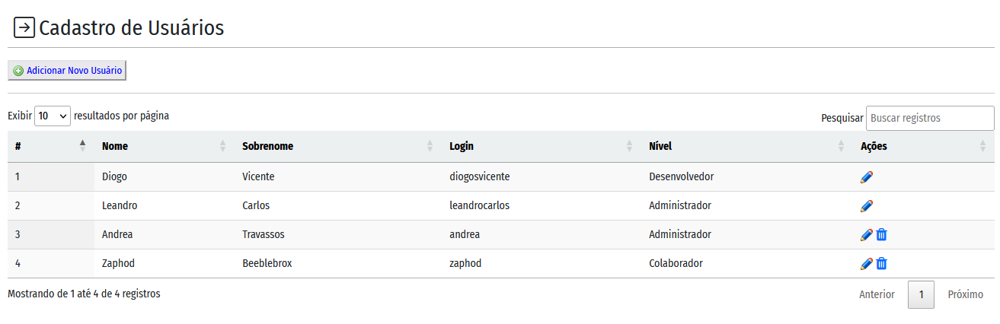 Cadastro de Usuários
Adicionar Novo Usuário
Exibir 10 resultados por página Pesquisar Buscar registros
# Nome Sobrenome Login Nível Ações
1 Diogo Vicente diogosvicente Desenvolvedor
2 Leandro Carlos leandrocarlos Administrador
3 Andrea Travassos andrea Administrador
4 Zaphod Beeblebrox zaphod Colaborador
Mostrando de 1 até 4 de 4 registros Anterior 1 Próximo